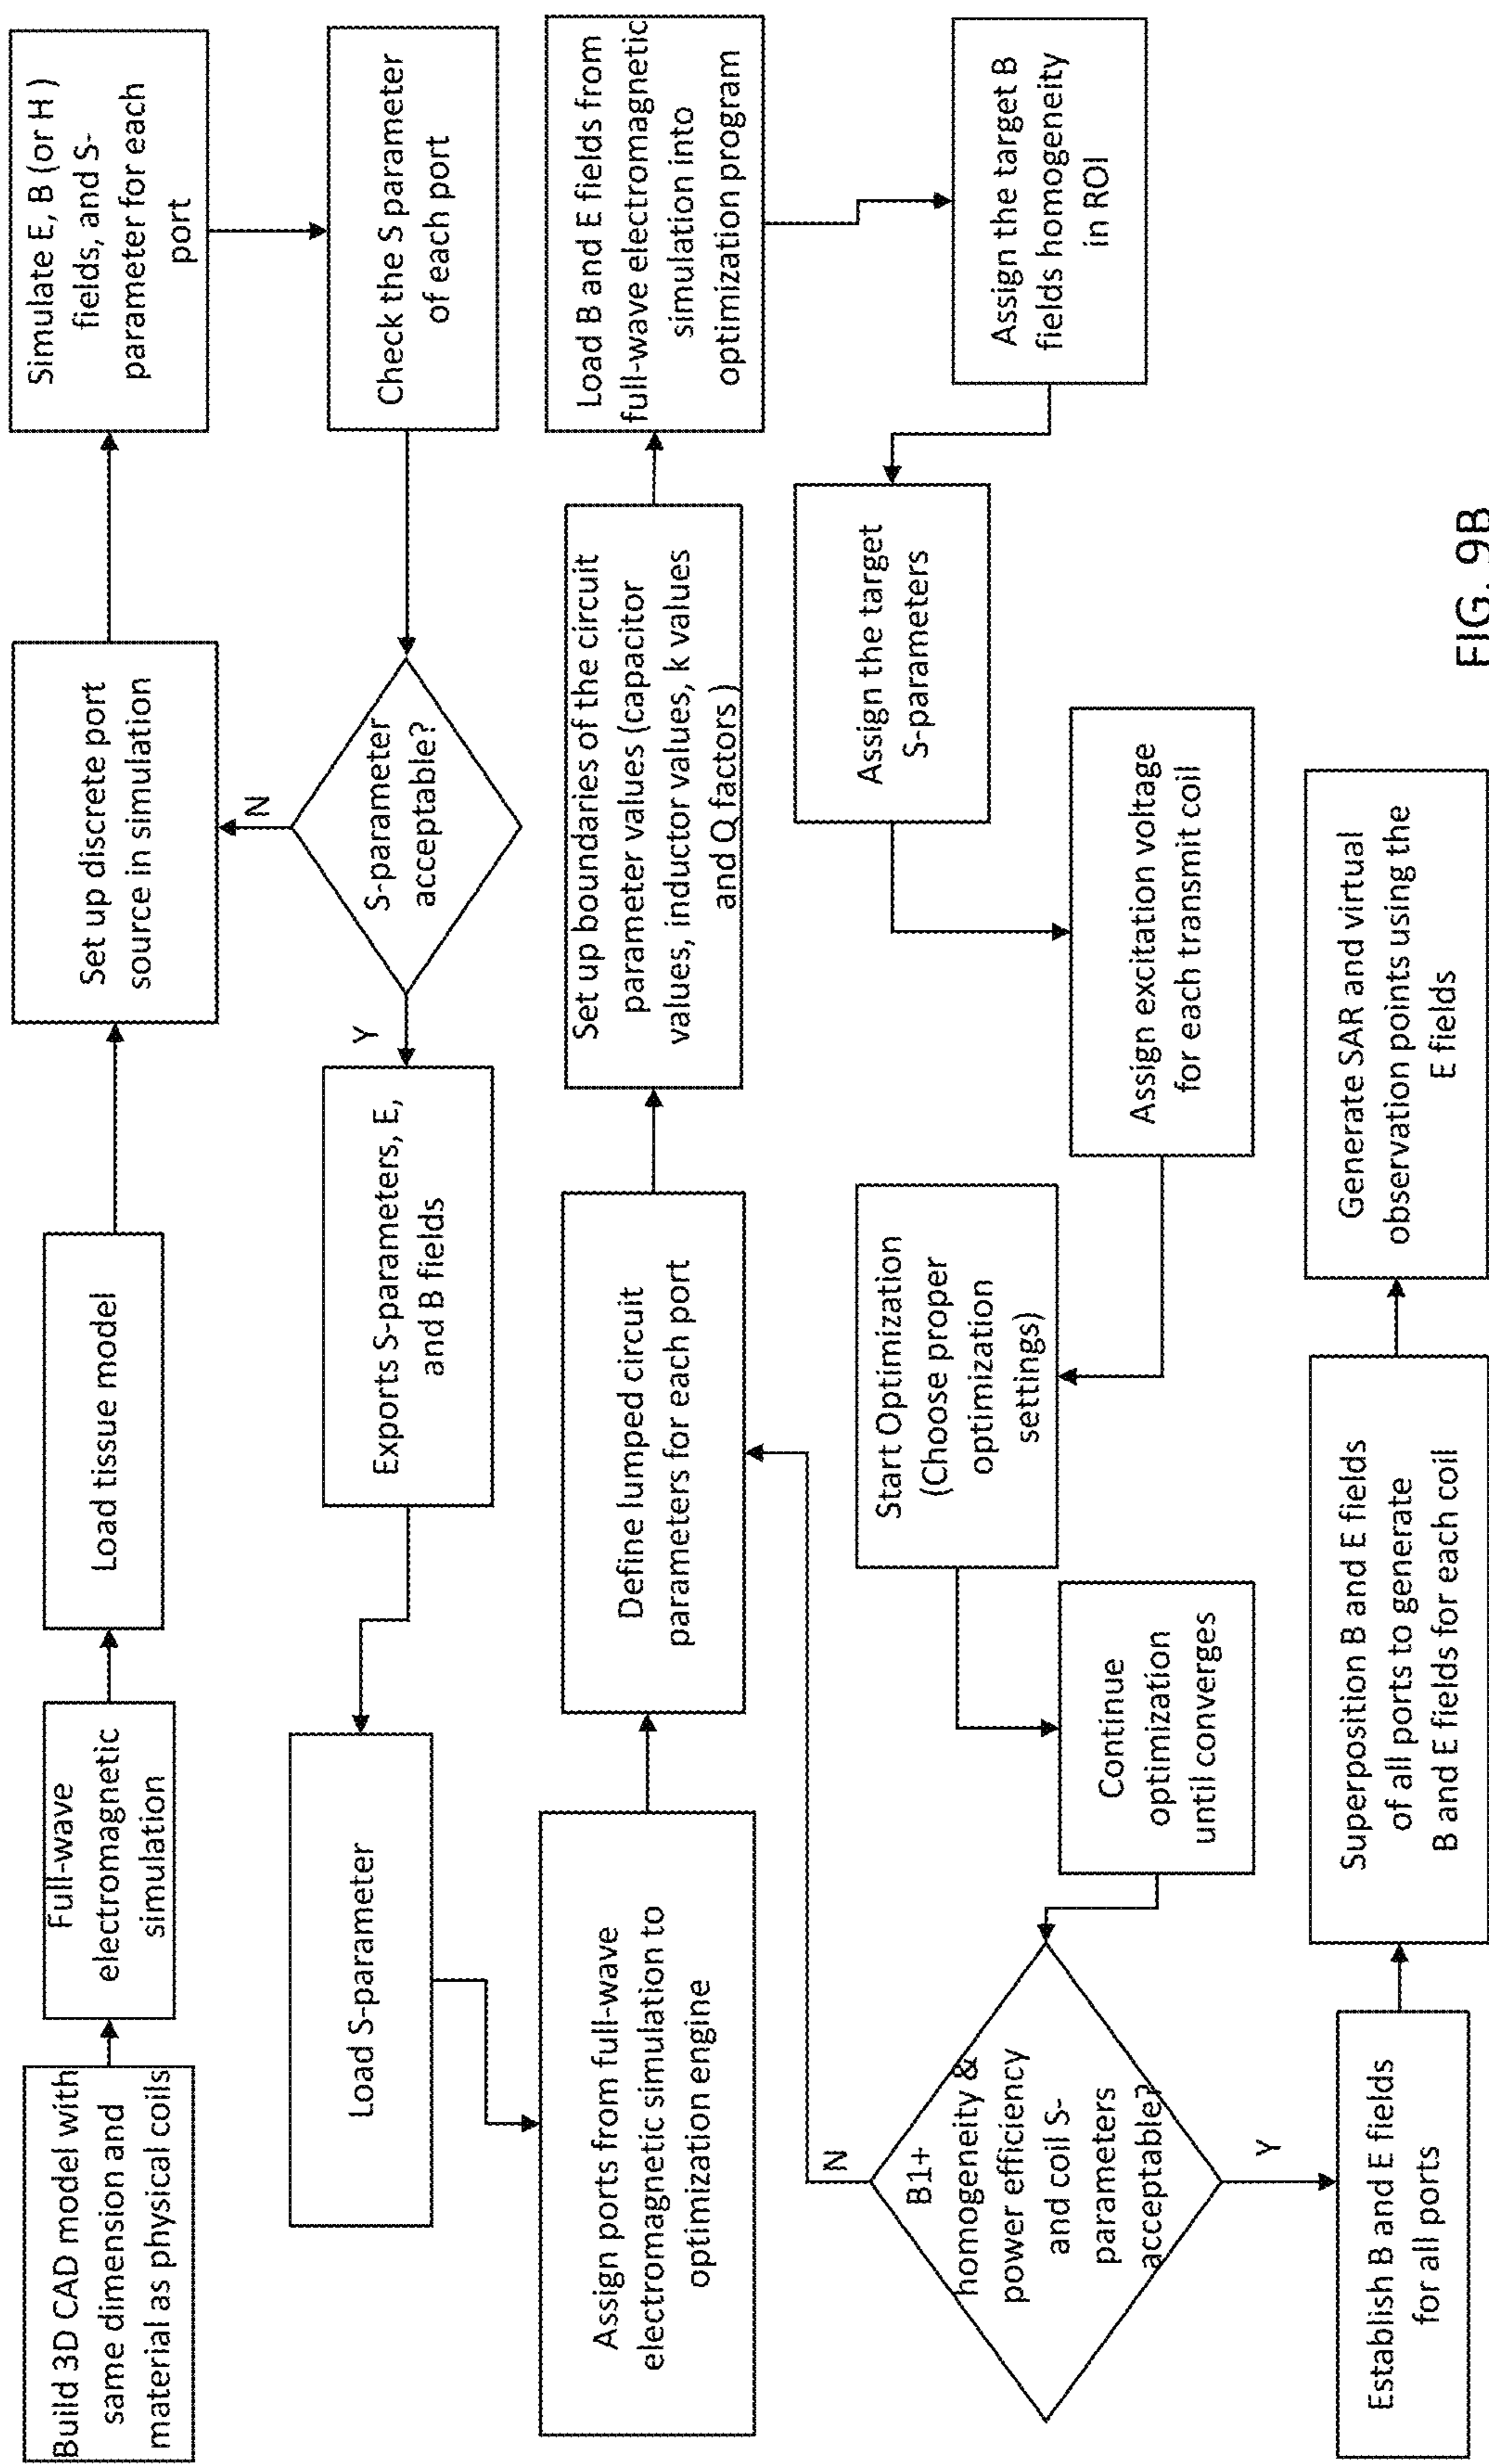 Build 3D CAD model with
same dimension and
material as physical coils
Full-wave
electromagnetic
simulation
Load tissue model
Set up discrete port
source in simulation
Simulate E, B (or H )
fields, and S-
parameter for each
port
Check the S parameter
of each port
S-parameter
acceptable?
N
Y
Exports S-parameters, E,
and B fields
Load S-parameter
Assign ports from full-wave
electromagnetic simulation to
optimization engine
Define lumped circuit
parameters for each port
Set up boundaries of the circuit
parameter values (capacitor
values, inductor values, k values
and Q factors )
Load B and E fields from
full-wave electromagnetic
simulation into
optimization program
Assign the target B
fields homogeneity
in ROI
Assign the target
S-parameters
Assign excitation voltage
for each transmit coil
Start Optimization
(Choose proper
optimization
settings)
Continue
optimization
until converges
B1+
homogeneity &
power efficiency
and coil S-
parameters
acceptable?
N
Y
Establish B and E fields
for all ports
Superposition B and E fields
of all ports to generate
B and E fields for each coil
Generate SAR and virtual
observation points using the
E fields
FIG. 9B